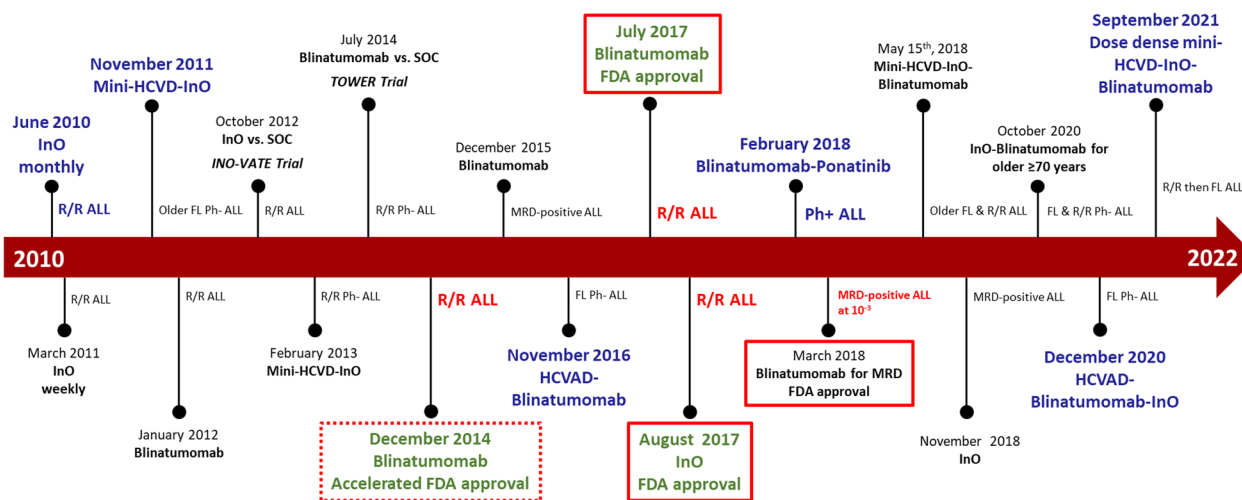 June 2010
InO
monthly
R/R ALL
November 2011
Mini-HCVD-InO
Older FL Ph- ALL
October 2012
InO vs. SOC
INO-VATE Trial
R/R ALL
July 2014
Blinatumomab vs. SOC
TOWER Trial
R/R Ph- ALL
December 2015
Blinatumomab
MRD-positive ALL
July 2017
Blinatumomab
FDA approval
R/R ALL
February 2018
Blinatumomab-Ponatinib
Ph+ ALL
May 15th, 2018
Mini-HCVD-InO-
Blinatumomab
Older FL & R/R ALL
October 2020
InO-Blinatumomab for
older ≥70 years
FL & R/R Ph- ALL
September 2021
Dose dense mini-
HCVD-InO-
Blinatumomab
R/R then FL ALL
2010
2022
R/R ALL
March 2011
InO
weekly
R/R ALL
January 2012
Blinatumomab
R/R Ph- ALL
February 2013
Mini-HCVD-InO
R/R ALL
December 2014
Blinatumomab
Accelerated FDA approval
FL Ph- ALL
November 2016
HCVAD-
Blinatumomab
R/R ALL
August 2017
InO
FDA approval
MRD-positive ALL
at 10⁻³
March 2018
Blinatumomab for MRD
FDA approval
MRD-positive ALL
November 2018
InO
FL Ph- ALL
December 2020
HCVAD-
Blinatumomab-InO